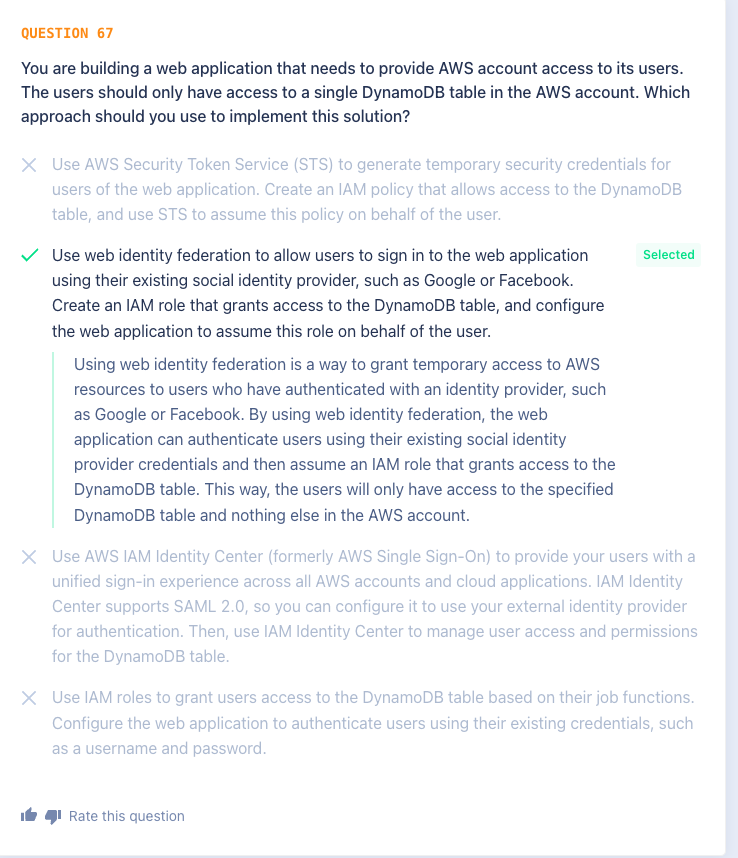 QUESTION 67
You are building a web application that needs to provide AWS account access to its users.
The users should only have access to a single DynamoDB table in the AWS account. Which
approach should you use to implement this solution?
Use AWS Security Token Service (STS) to generate temporary security credentials for
users of the web application. Create an IAM policy that allows access to the DynamoDB
table, and use STS to assume this policy on behalf of the user.
Use web identity federation to allow users to sign in to the web application
Selected
using their existing social identity provider, such as Google or Facebook.
Create an IAM role that grants access to the DynamoDB table, and configure
the web application to assume this role on behalf of the user.
Using web identity federation is a way to grant temporary access to AWS
resources to users who have authenticated with an identity provider, such
as Google or Facebook. By using web identity federation, the web
application can authenticate users using their existing social identity
provider credentials and then assume an IAM role that grants access to the
DynamoDB table. This way, the users will only have access to the specified
DynamoDB table and nothing else in the AWS account.
Use AWS IAM Identity Center (formerly AWS Single Sign-On) to provide your users with a
unified sign-in experience across all AWS accounts and cloud applications. IAM Identity
Center supports SAML 2.0, so you can configure it to use your external identity provider
for authentication. Then, use IAM Identity Center to manage user access and permissions
for the DynamoDB table.
Use IAM roles to grant users access to the DynamoDB table based on their job functions.
Configure the web application to authenticate users using their existing credentials, such
as a username and password.
Rate this question